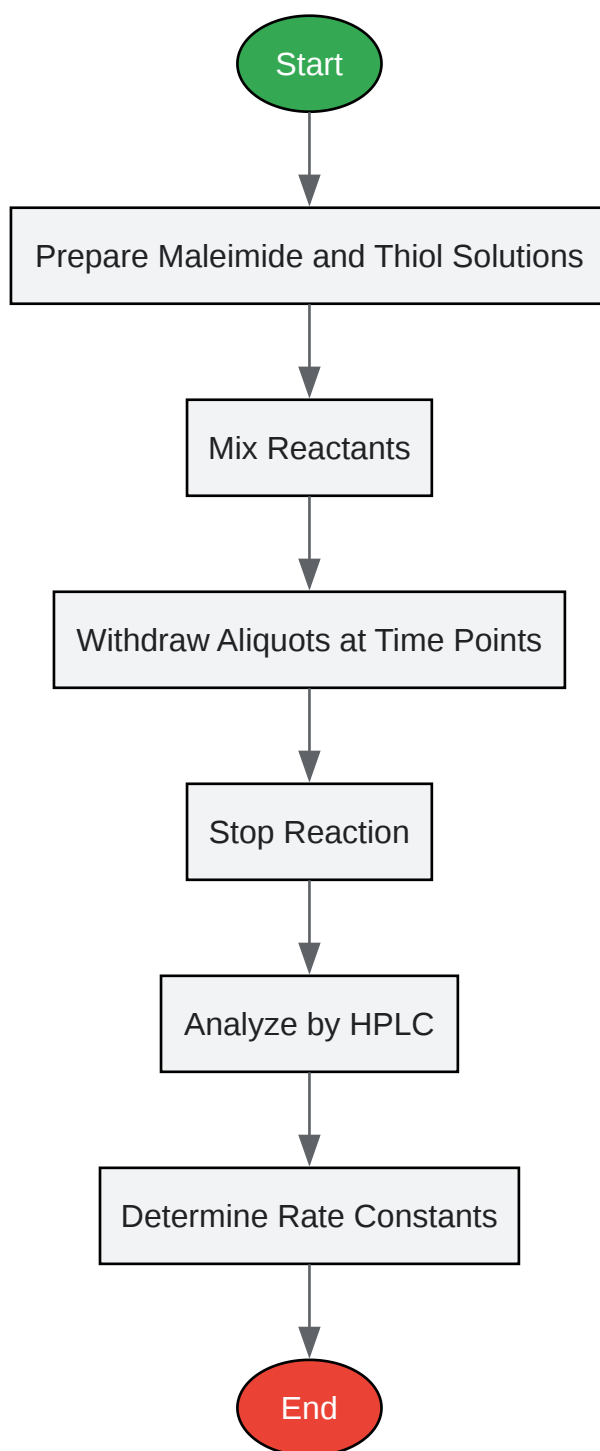 Start
Prepare Maleimide and Thiol Solutions
Mix Reactants
Withdraw Aliquots at Time Points
Stop Reaction
Analyze by HPLC
Determine Rate Constants
End